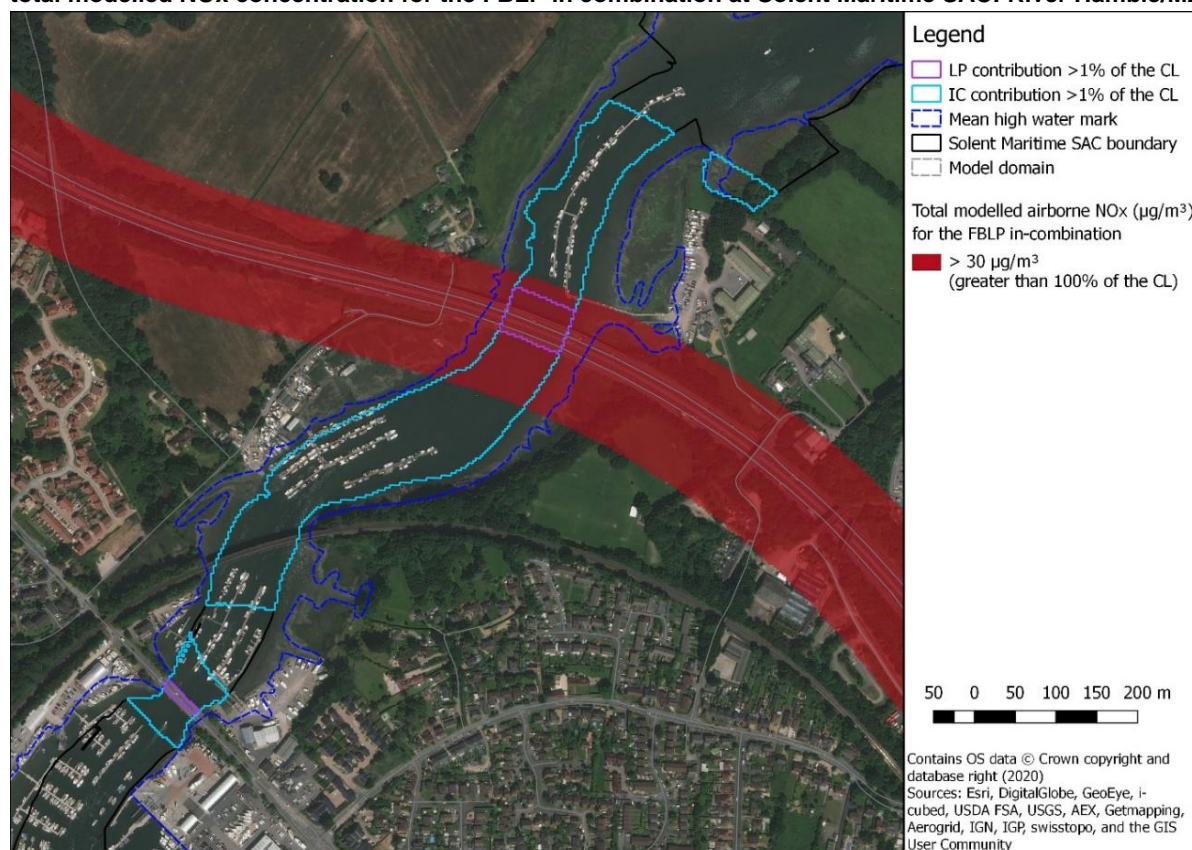 total modelled NOx concentration for the FBLP in-combination at Solent Maritime SAC: River
Legend
LP contribution >1% of the CL
IC contribution >1% of the CL
Mean high water mark
Solent Maritime SAC boundary
Model domain
Total modelled airborne NOx (µg/m³)
for the FBLP in-combination
> 30 µg/m³
(greater than 100% of the CL)
50 0 50 100 150 200 m
Contains OS data © Crown copyright and
database right (2020)
Sources: Esri, DigitalGlobe, GeoEye, i-
cubed, USDA FSA, USGS, AEX, Getmapping,
Aerogrid, IGN, IGP, swisstopo, and the GIS
User Community